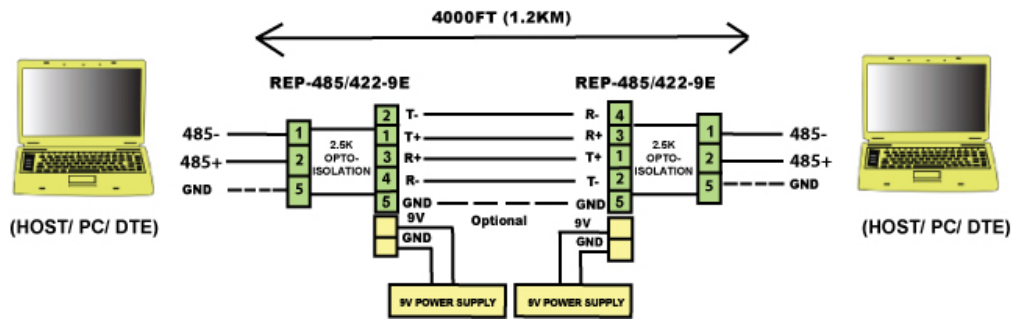 4000FT (1.2KM)
REP-485/422-9E
REP-485/422-9E
2 T- R- 4
485- 1 1 T+ R+ 3 1 485-
2.5K OPTO-ISOLATION
2.5K OPTO-ISOLATION
485+ 2 3 R+ T+ 1 2 485+
4 R- T- 2
GND 5 5 GND GND 5 5 GND
Optional
9V 9V
GND GND
(HOST/ PC/ DTE)
(HOST/ PC/ DTE)
9V POWER SUPPLY 9V POWER SUPPLY